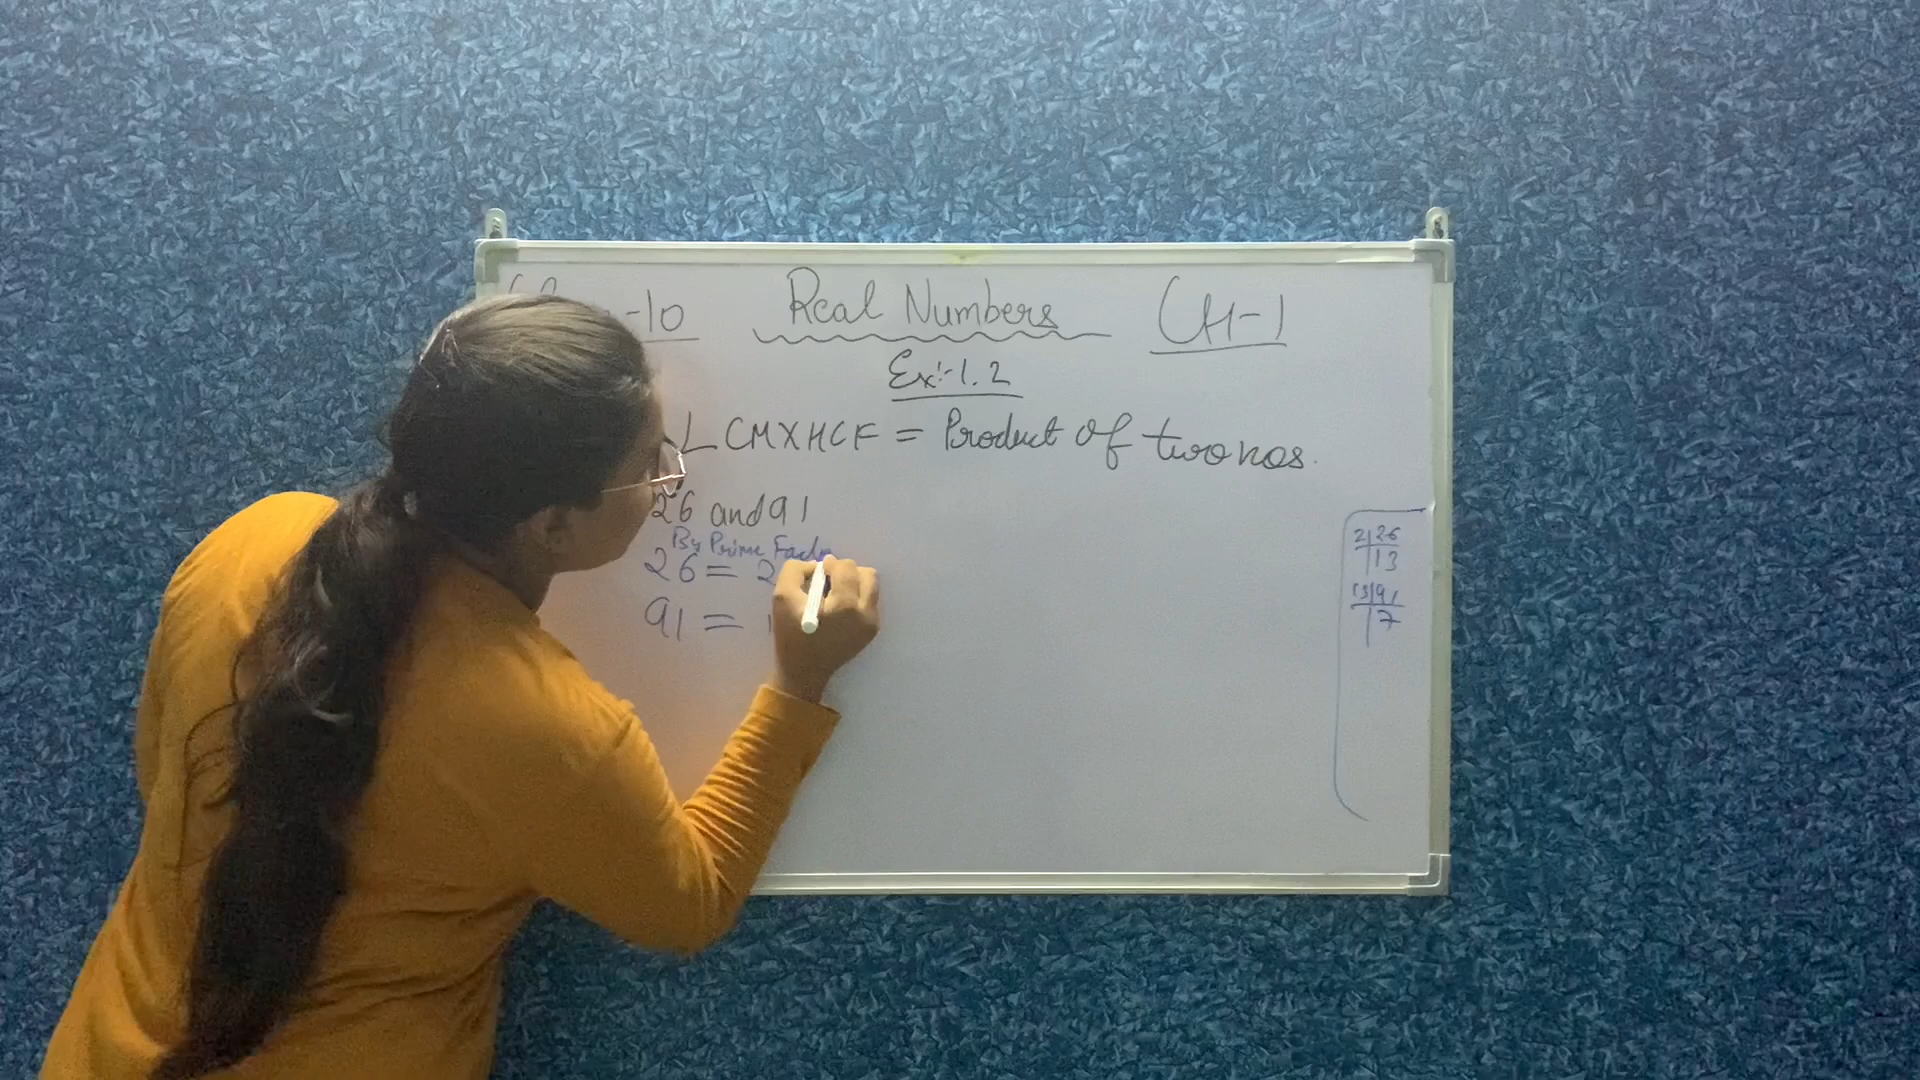 -10 Real Numbers CH-1
Ex:-1.2
LCMXHCF = Product of two nos.
26 and 91
By Prime
26 = 2
91 =
2|26
|13
13|91
|7